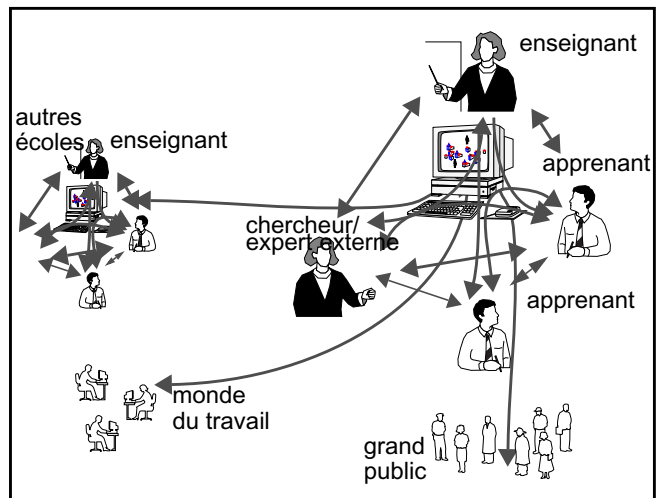 enseignant
autres
écoles
enseignant
apprenant
chercheur/
expert externe
apprenant
monde
du travail
grand
public